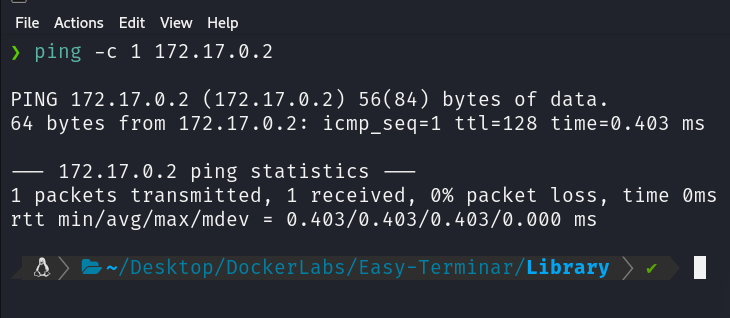 File Actions Edit View Help
❯ ping -c 1 172.17.0.2
PING 172.17.0.2 (172.17.0.2) 56(84) bytes of data.
64 bytes from 172.17.0.2: icmp_seq=1 ttl=128 time=0.403 ms
--- 172.17.0.2 ping statistics ---
1 packets transmitted, 1 received, 0% packet loss, time 0ms
rtt min/avg/max/mdev = 0.403/0.403/0.403/0.000 ms
~/Desktop/DockerLabs/Easy-Terminar/Library ✔